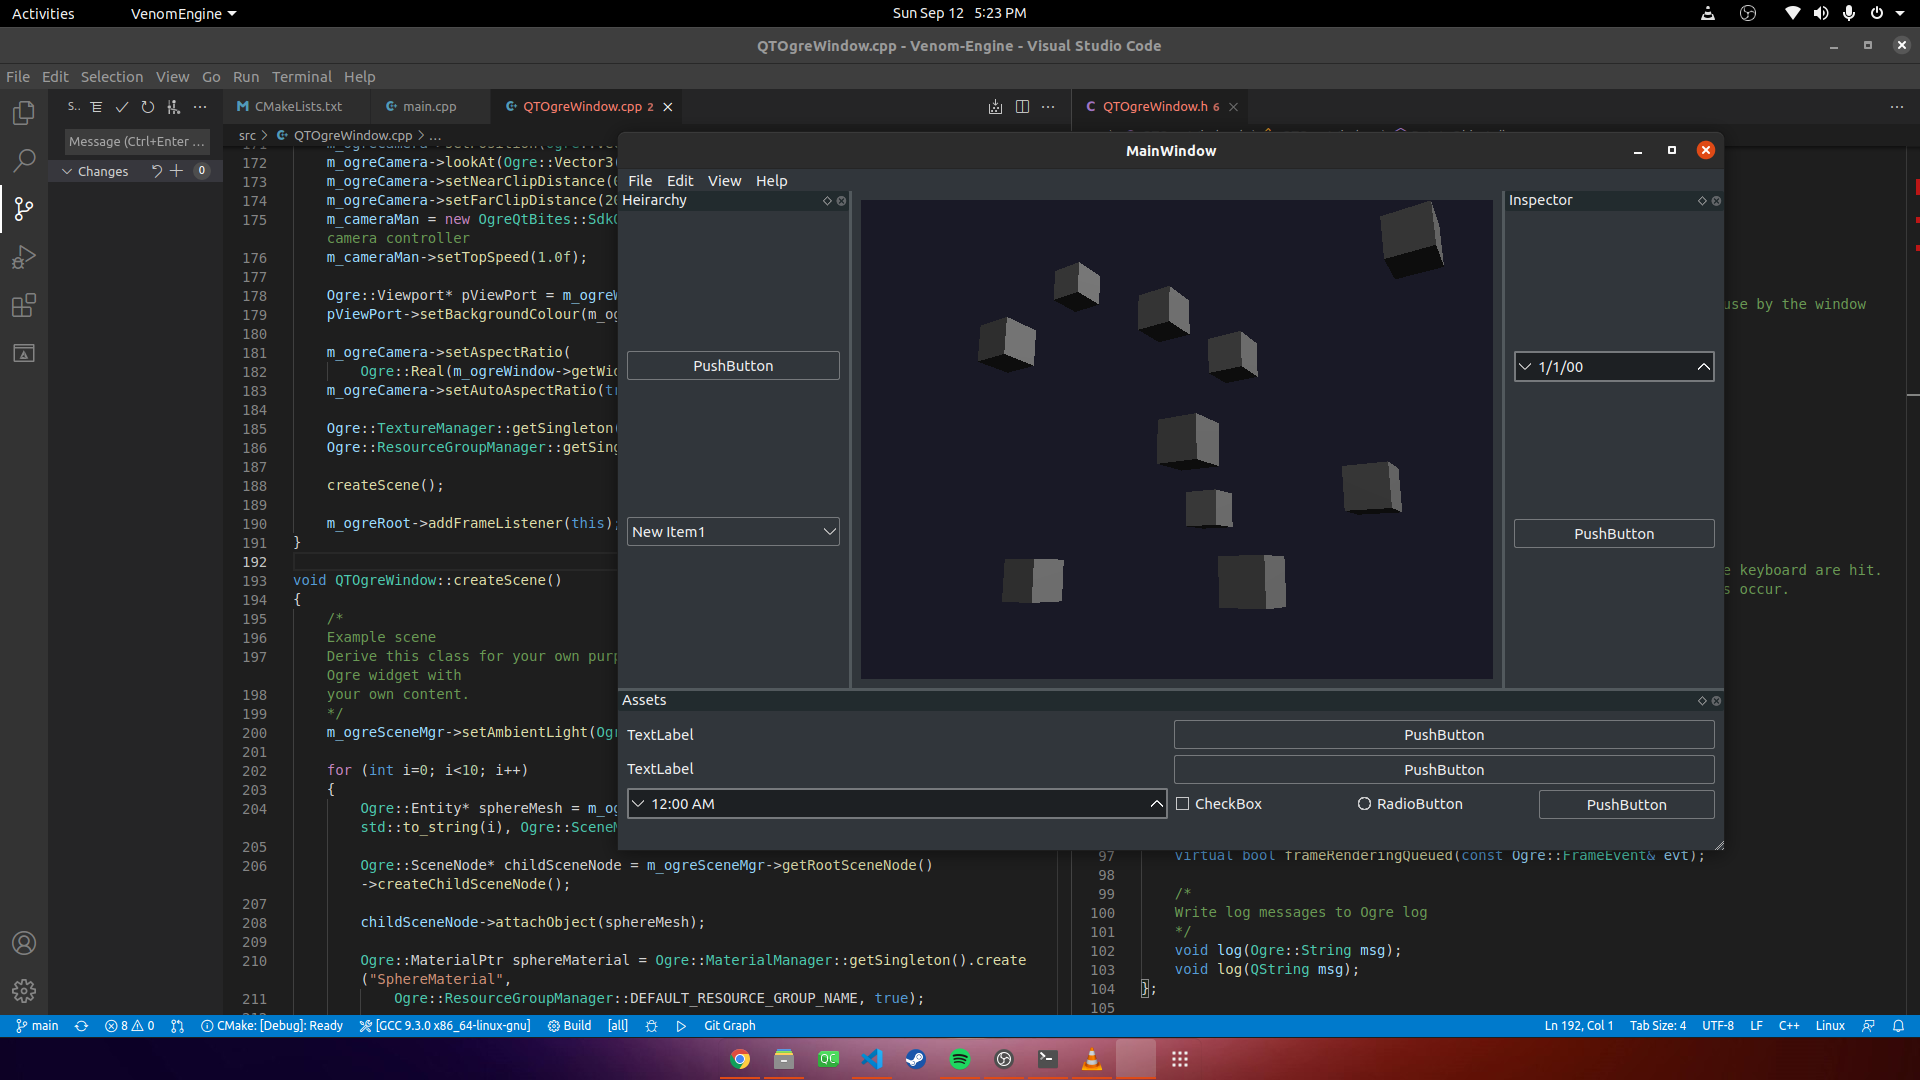 Activities
VenomEngine
Sun Sep 12 5:23 PM
QTOgreWindow.cpp - Venom-Engine - Visual Studio Code
File Edit Selection View Go Run Terminal Help
S..
CMakeLists.txt
main.cpp
QTOgreWindow.cpp 2
QTOgreWindow.h 6
Message (Ctrl+Enter ...
Changes
0
src > QTOgreWindow.cpp > ...
172 m_ogreCamera->lookAt(Ogre::Vector3(
173 m_ogreCamera->setNearClipDistance(
174 m_ogreCamera->setFarClipDistance(20
175 m_cameraMan = new OgreQtBites::Sdk
camera controller
176 m_cameraMan->setTopSpeed(1.0f);
177
178 Ogre::Viewport* pViewPort = m_ogre
179 pViewPort->setBackgroundColour(m_og
180
181 m_ogreCamera->setAspectRatio(
182 Ogre::Real(m_ogreWindow->getWi
183 m_ogreCamera->setAutoAspectRatio(t
184
185 Ogre::TextureManager::getSingleton(
186 Ogre::ResourceGroupManager::getSing
187
188 createScene();
189
190 m_ogreRoot->addFrameListener(this);
191 }
192
193 void QTOgreWindow::createScene()
194 {
195 /*
196 Example scene
197 Derive this class for your own purp
Ogre widget with
198 your own content.
199 */
200 m_ogreSceneMgr->setAmbientLight(Og
201
202 for (int i=0; i<10; i++)
203 {
204 Ogre::Entity* sphereMesh = m_og
std::to_string(i), Ogre::Scene
205
206 Ogre::SceneNode* childSceneNode = m_ogreSceneMgr->getRootSceneNode()
->createChildSceneNode();
207
208 childSceneNode->attachObject(sphereMesh);
209
210 Ogre::MaterialPtr sphereMaterial = Ogre::MaterialManager::getSingleton().create
("SphereMaterial",
211 Ogre::ResourceGroupManager::DEFAULT_RESOURCE_GROUP_NAME, true);
MainWindow
File Edit View Help
Heirarchy
PushButton
New Item1
Inspector
1/1/00
PushButton
Assets
TextLabel
PushButton
TextLabel
PushButton
12:00 AM
CheckBox
RadioButton
PushButton
use by the window
e keyboard are hit.
s occur.
97 virtual bool frameRenderingQueued(const Ogre::FrameEvent& evt);
98
99 /*
100 Write log messages to Ogre log
101 */
102 void log(Ogre::String msg);
103 void log(QString msg);
104 };
105
main
8 0
CMake: [Debug]: Ready
[GCC 9.3.0 x86_64-linux-gnu]
Build
[all]
Git Graph
Ln 192, Col 1
Tab Size: 4
UTF-8
LF
C++
Linux
QC